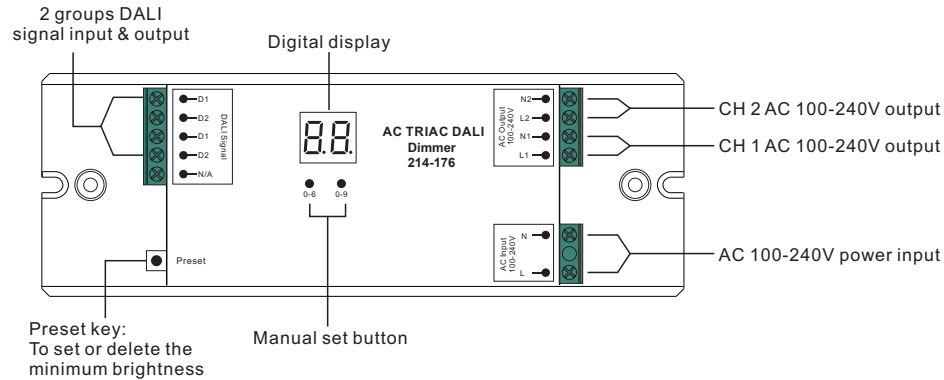 2 groups DALI
signal input & output
Digital display
D1
D2
D1
D2
N/A
DALI Signal
8.8.
AC TRIAC DALI
Dimmer
214-176
0-6
0-9
AC Output
100-240V
N2
L2
N1
L1
CH 2 AC 100-240V output
CH 1 AC 100-240V output
AC Input
100-240V
N
L
AC 100-240V power input
Preset
Preset key:
To set or delete the
minimum brightness
Manual set button